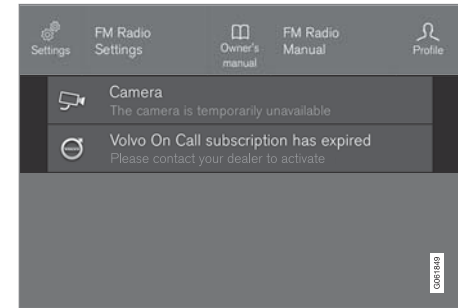 Settings
FM Radio
Settings
Owner's
manual
FM Radio
Manual
Profile
Camera
The camera is temporarily unavailable
Volvo On Call subscription has expired
Please contact your dealer to activate
G061849